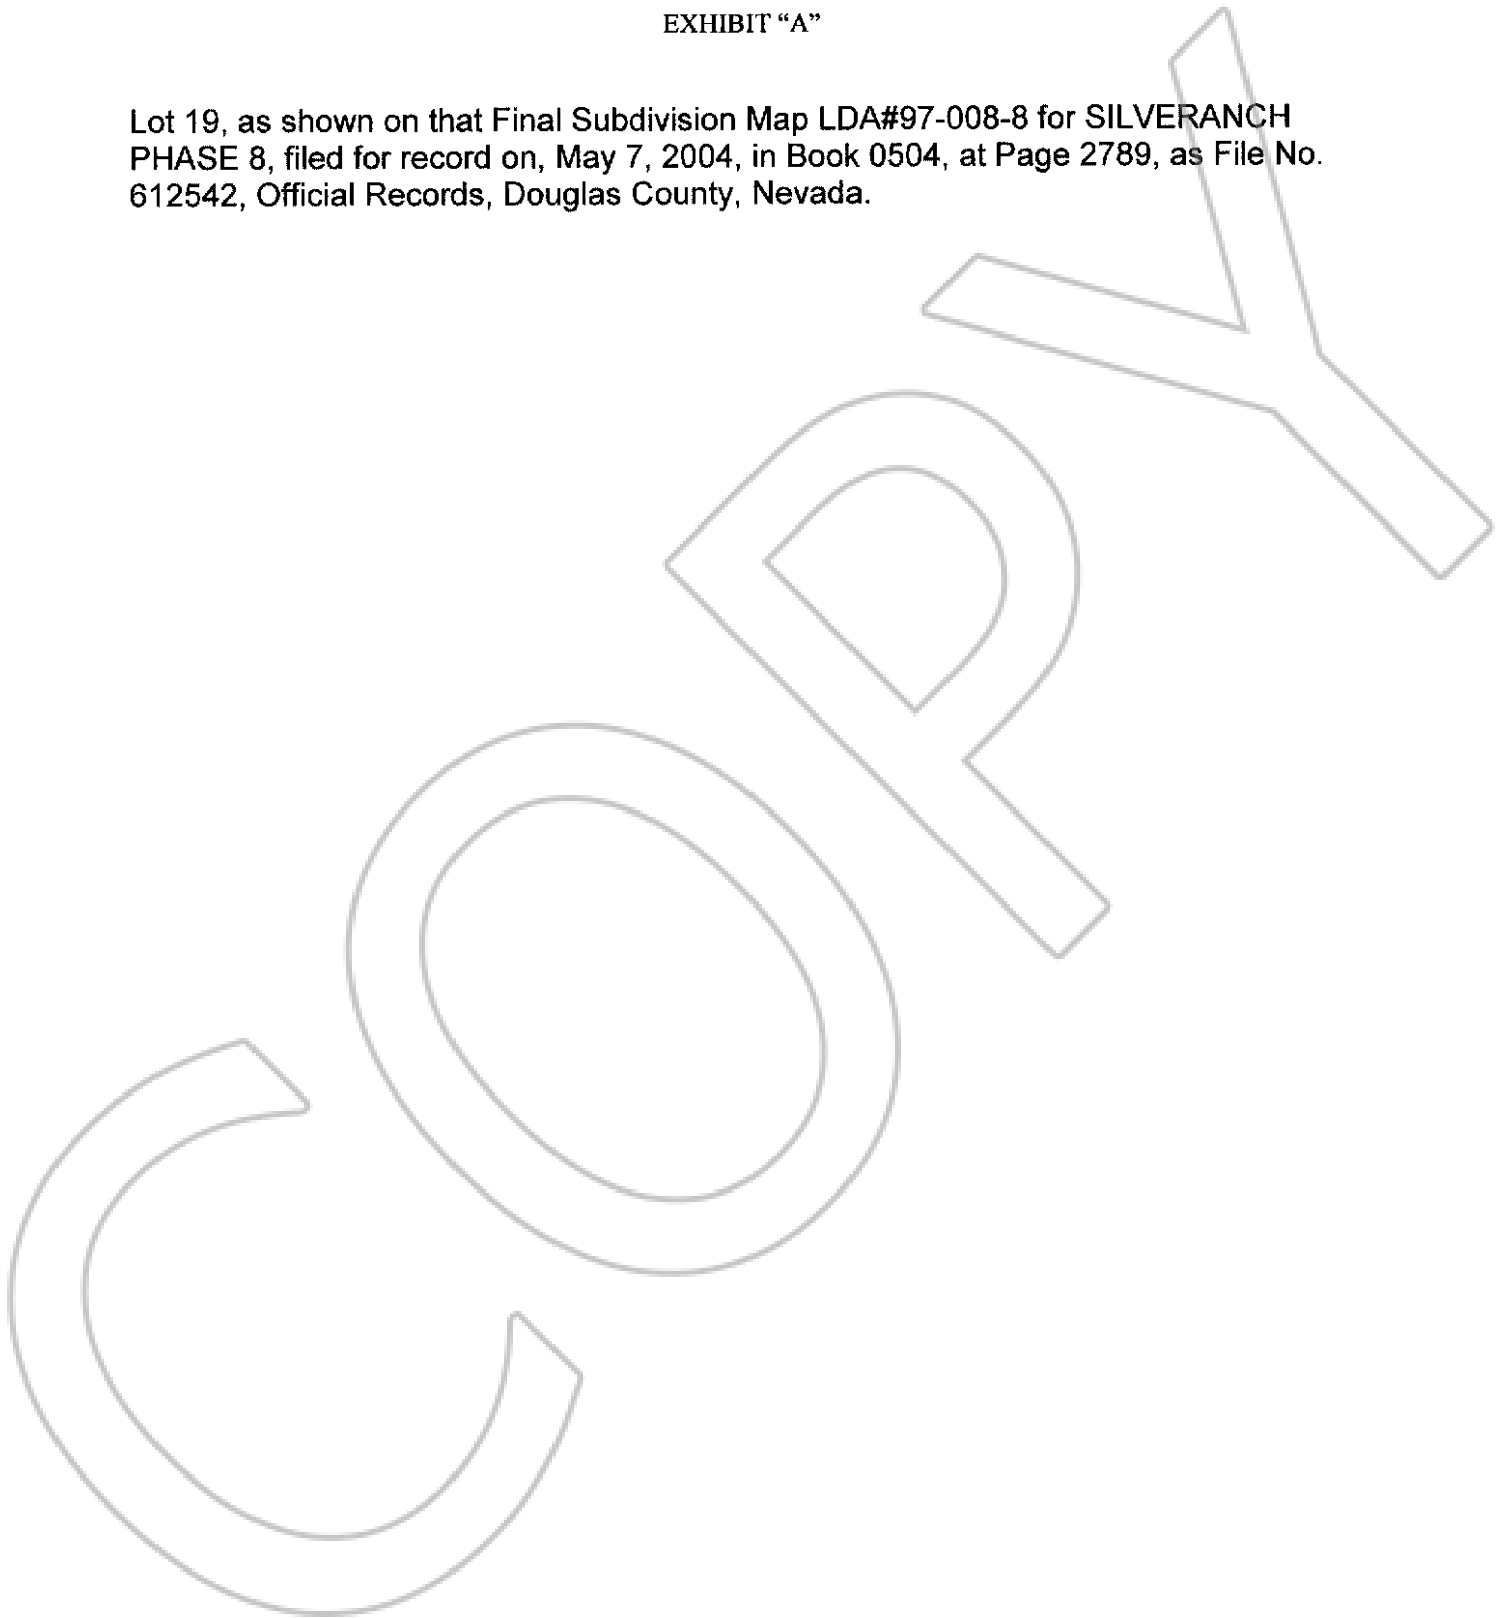 EXHIBIT “A”
Lot 19, as shown on that Final Subdivision Map LDA#97-008-8 for SILVERANCH
PHASE 8, filed for record on, May 7, 2004, in Book 0504, at Page 2789, as File No.
612542, Official Records, Douglas County, Nevada.
COPY